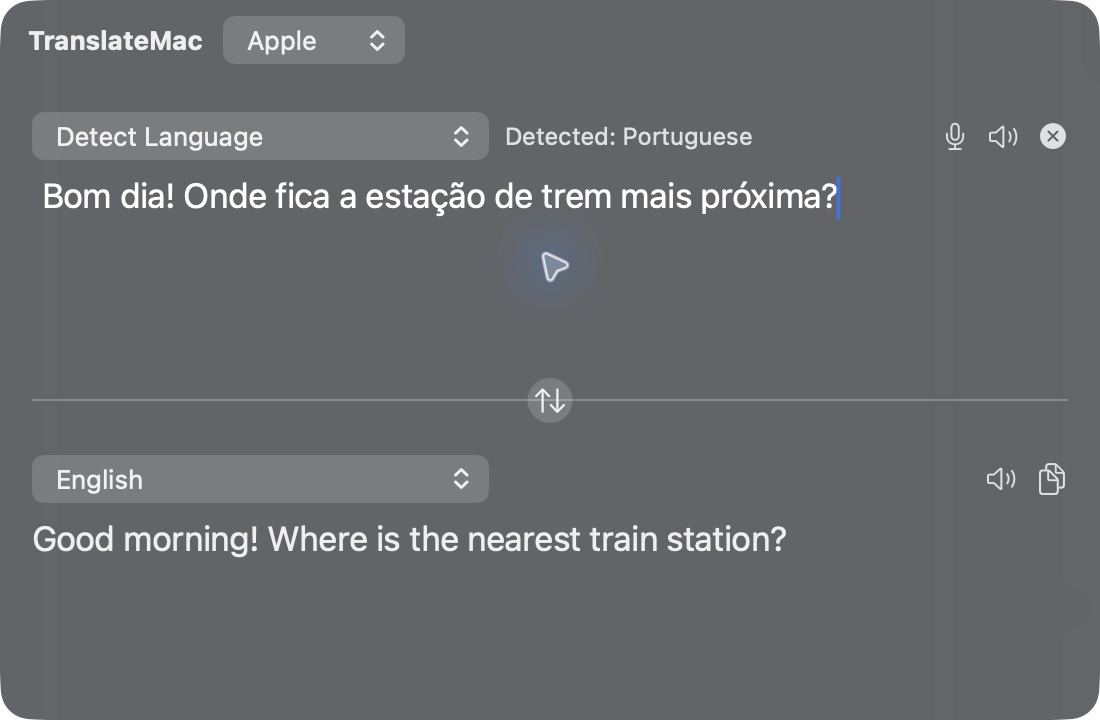 TranslateMac Apple
Detect Language Detected: Portuguese
Bom dia! Onde fica a estação de trem mais próxima?
English
Good morning! Where is the nearest train station?